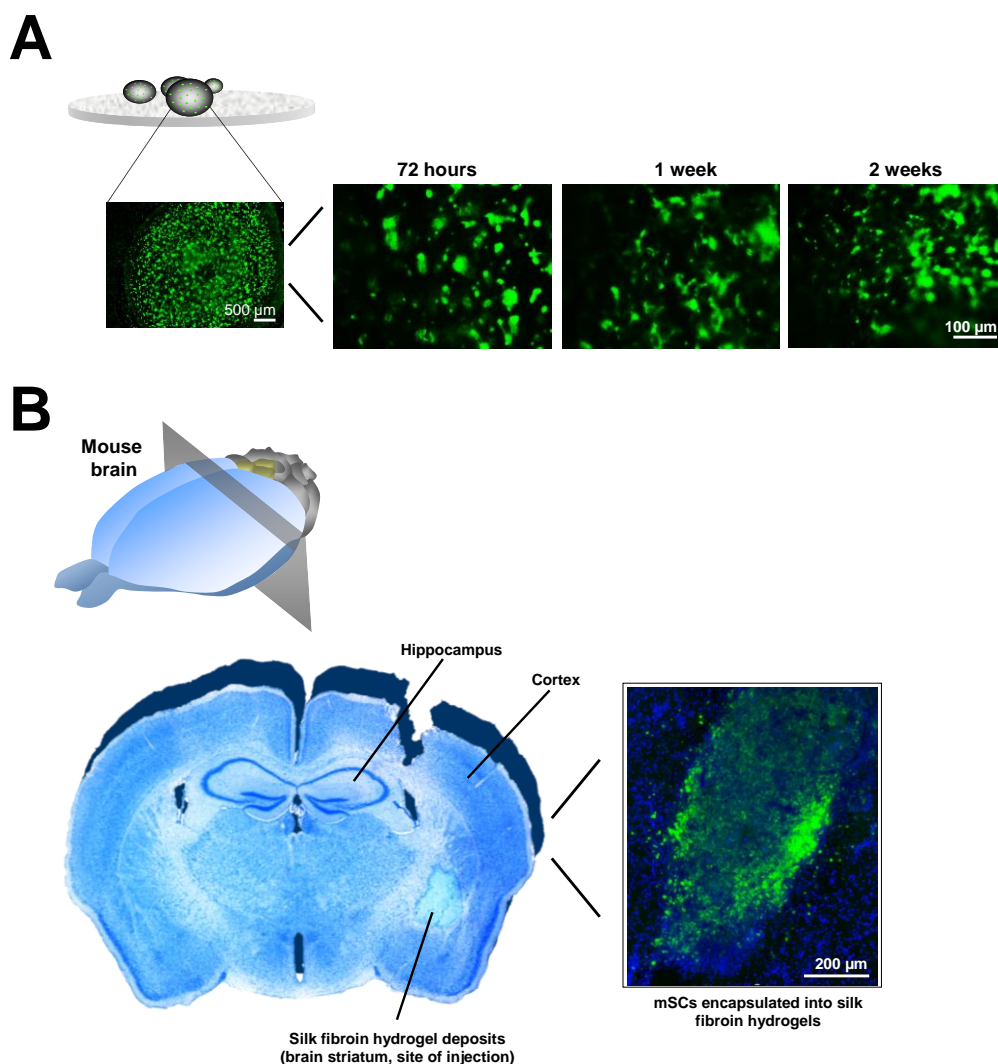 A
72 hours
1 week
2 weeks
500 µm
100 µm
B
Mouse
brain
Hippocampus
Cortex
200 µm
mSCs encapsulated into silk
fibroin hydrogels
Silk fibroin hydrogel deposits
(brain striatum, site of injection)